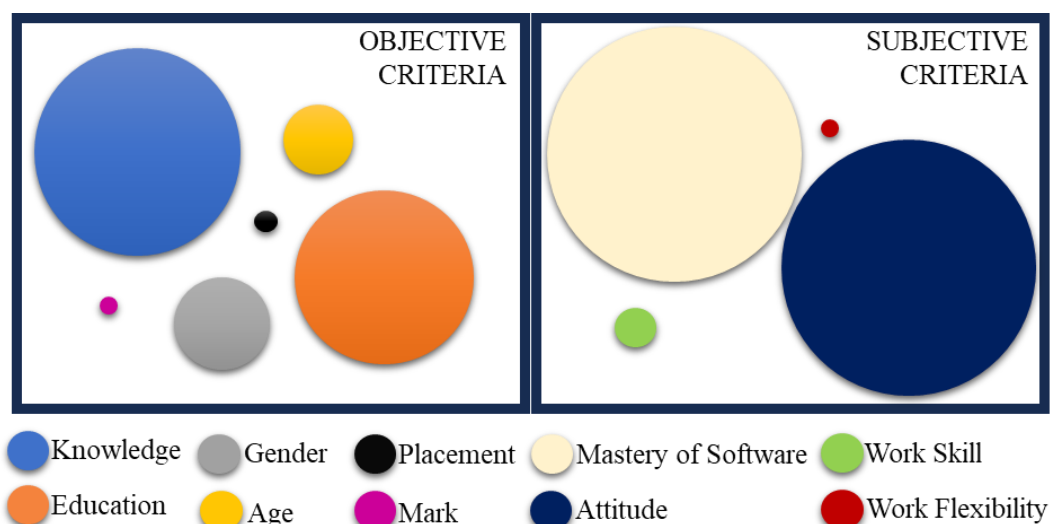 OBJECTIVE
CRITERIA
SUBJECTIVE
CRITERIA
Knowledge
Gender
Placement
Mastery of Software
Work Skill
Education
Age
Mark
Attitude
Work Flexibility